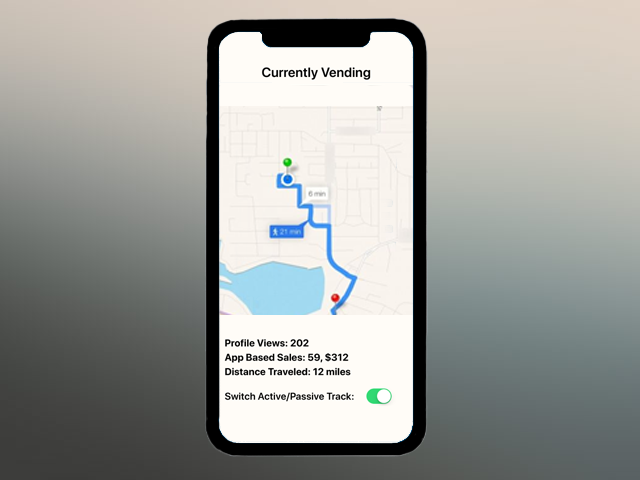 Currently Vending
6 min
21 min
Profile Views: 202
App Based Sales: 59, $312
Distance Traveled: 12 miles
Switch Active/Passive Track: